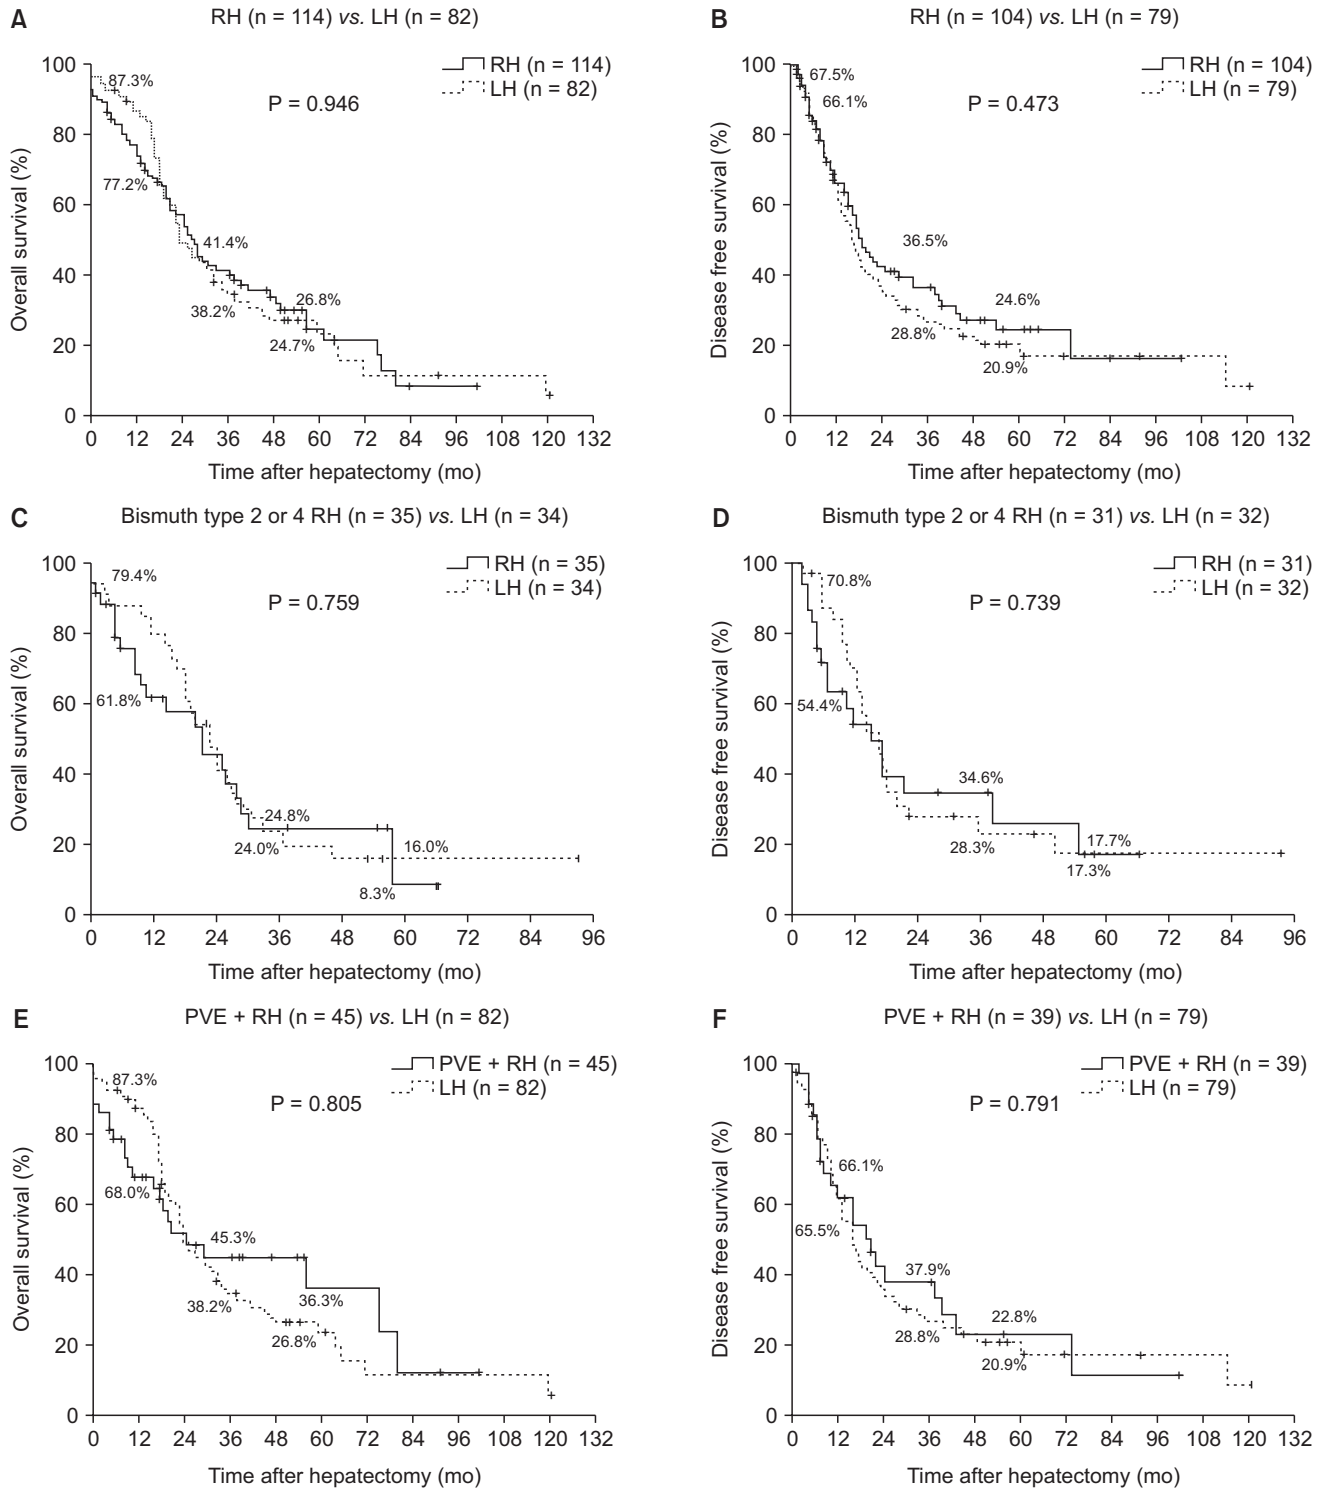 A
RH (n = 114) vs. LH (n = 82)
Overall survival (%)
100
80
60
40
20
0
87.3%
77.2%
41.4%
38.2%
26.8%
24.7%
P = 0.946
RH (n = 114)
LH (n = 82)
0 12 24 36 48 60 72 84 96 108 120 132
Time after hepatectomy (mo)
B
RH (n = 104) vs. LH (n = 79)
Disease free survival (%)
100
80
60
40
20
0
67.5%
66.1%
36.5%
28.8%
24.6%
20.9%
P = 0.473
RH (n = 104)
LH (n = 79)
0 12 24 36 48 60 72 84 96 108 120 132
Time after hepatectomy (mo)
C
Bismuth type 2 or 4 RH (n = 35) vs. LH (n = 34)
Overall survival (%)
100
80
60
40
20
0
79.4%
61.8%
24.8%
24.0%
16.0%
8.3%
P = 0.759
RH (n = 35)
LH (n = 34)
0 12 24 36 48 60 72 84 96
Time after hepatectomy (mo)
D
Bismuth type 2 or 4 RH (n = 31) vs. LH (n = 32)
Disease free survival (%)
100
80
60
40
20
0
70.8%
54.4%
34.6%
28.3%
17.7%
17.3%
P = 0.739
RH (n = 31)
LH (n = 32)
0 12 24 36 48 60 72 84 96
Time after hepatectomy (mo)
E
PVE + RH (n = 45) vs. LH (n = 82)
Overall survival (%)
100
80
60
40
20
0
87.3%
68.0%
45.3%
38.2%
36.3%
26.8%
P = 0.805
PVE + RH (n = 45)
LH (n = 82)
0 12 24 36 48 60 72 84 96 108 120 132
Time after hepatectomy (mo)
F
PVE + RH (n = 39) vs. LH (n = 79)
Disease free survival (%)
100
80
60
40
20
0
66.1%
65.5%
37.9%
28.8%
22.8%
20.9%
P = 0.791
PVE + RH (n = 39)
LH (n = 79)
0 12 24 36 48 60 72 84 96 108 120 132
Time after hepatectomy (mo)